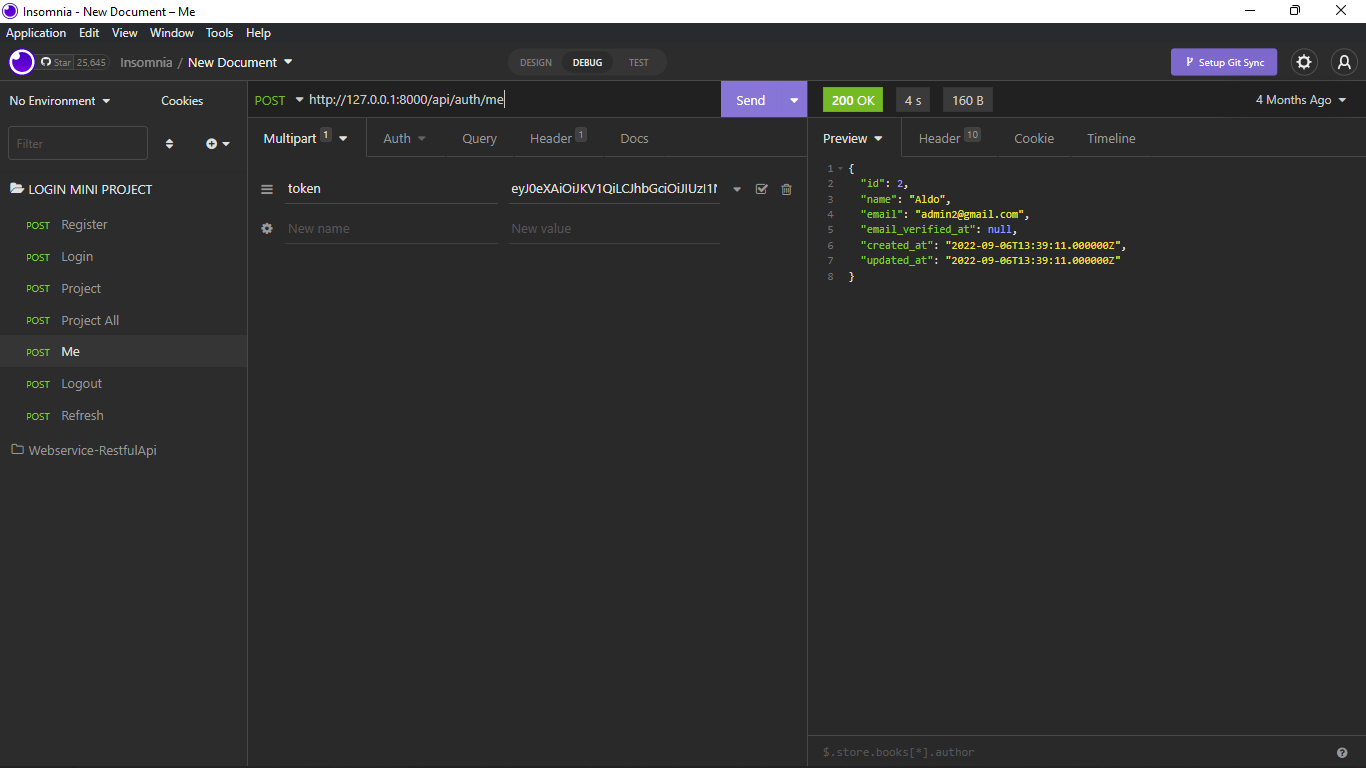 Insomnia - New Document – Me
Application Edit View Window Tools Help
Star 25,645 Insomnia / New Document DESIGN DEBUG TEST Setup Git Sync
No Environment Cookies POST http://127.0.0.1:8000/api/auth/me Send 200 OK 4 s 160 B 4 Months Ago
Filter Multipart 1 Auth Query Header 1 Docs Preview Header 10 Cookie Timeline
LOGIN MINI PROJECT
POST Register
POST Login
POST Project
POST Project All
POST Me
POST Logout
POST Refresh
Webservice-RestfulApi
token
New name New value
1 {
2 "id": 2,
3 "name": "Aldo",
4 "email": "admin2@gmail.com",
5 "email_verified_at": null,
6 "created_at": "2022-09-06T13:39:11.000000Z",
7 "updated_at": "2022-09-06T13:39:11.000000Z"
8 }
$.store.books[*].author